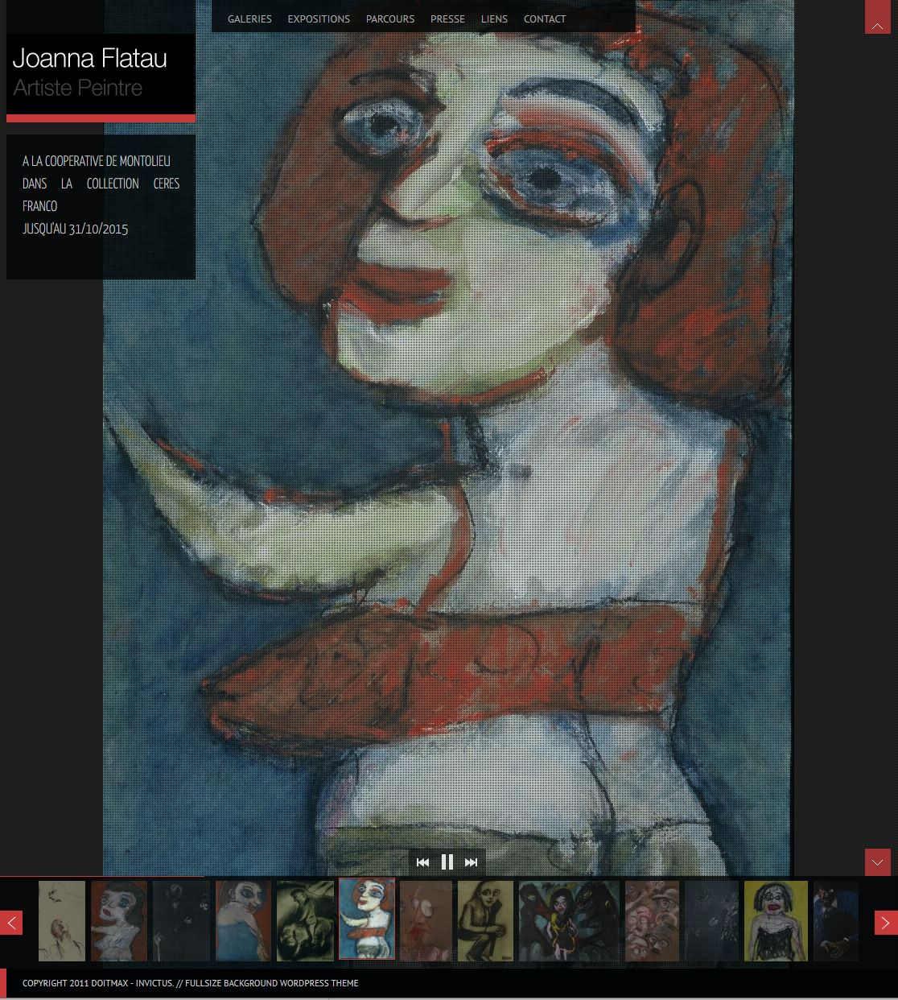 GALERIES EXPOSITIONS PARCOURS PRESSE LIENS CONTACT
Joanna Flatau
Artiste Peintre
A LA COOPERATIVE DE MONTOLIEU
DANS LA COLLECTION CERES
FRANCO
JUSQU'AU 31/10/2015
COPYRIGHT 2011 DOITMAX - INVICTUS. // FULLSIZE BACKGROUND WORDPRESS THEME